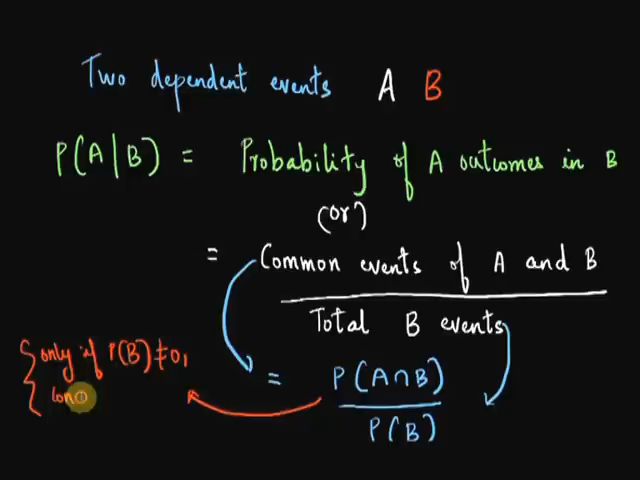 Two dependent events A B
P(A|B) = Probability of A outcomes in B
(or)
= Common events of A and B
Total B events
= P(A∩B)
P(B)
only if P(B) ≠ 0,